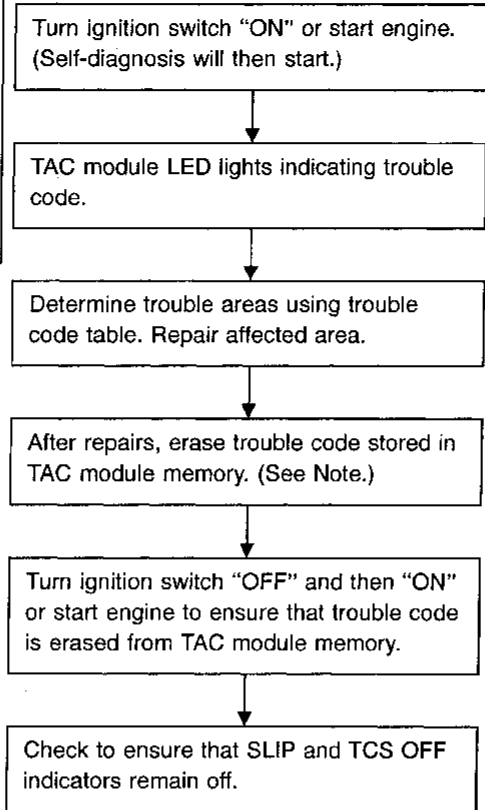 Turn ignition switch “ON” or start engine.
(Self-diagnosis will then start.)
TAC module LED lights indicating trouble
code.
Determine trouble areas using trouble
code table. Repair affected area.
After repairs, erase trouble code stored in
TAC module memory. (See Note.)
Turn ignition switch “OFF” and then “ON”
or start engine to ensure that trouble code
is erased from TAC module memory.
Check to ensure that SLIP and TCS OFF
indicators remain off.